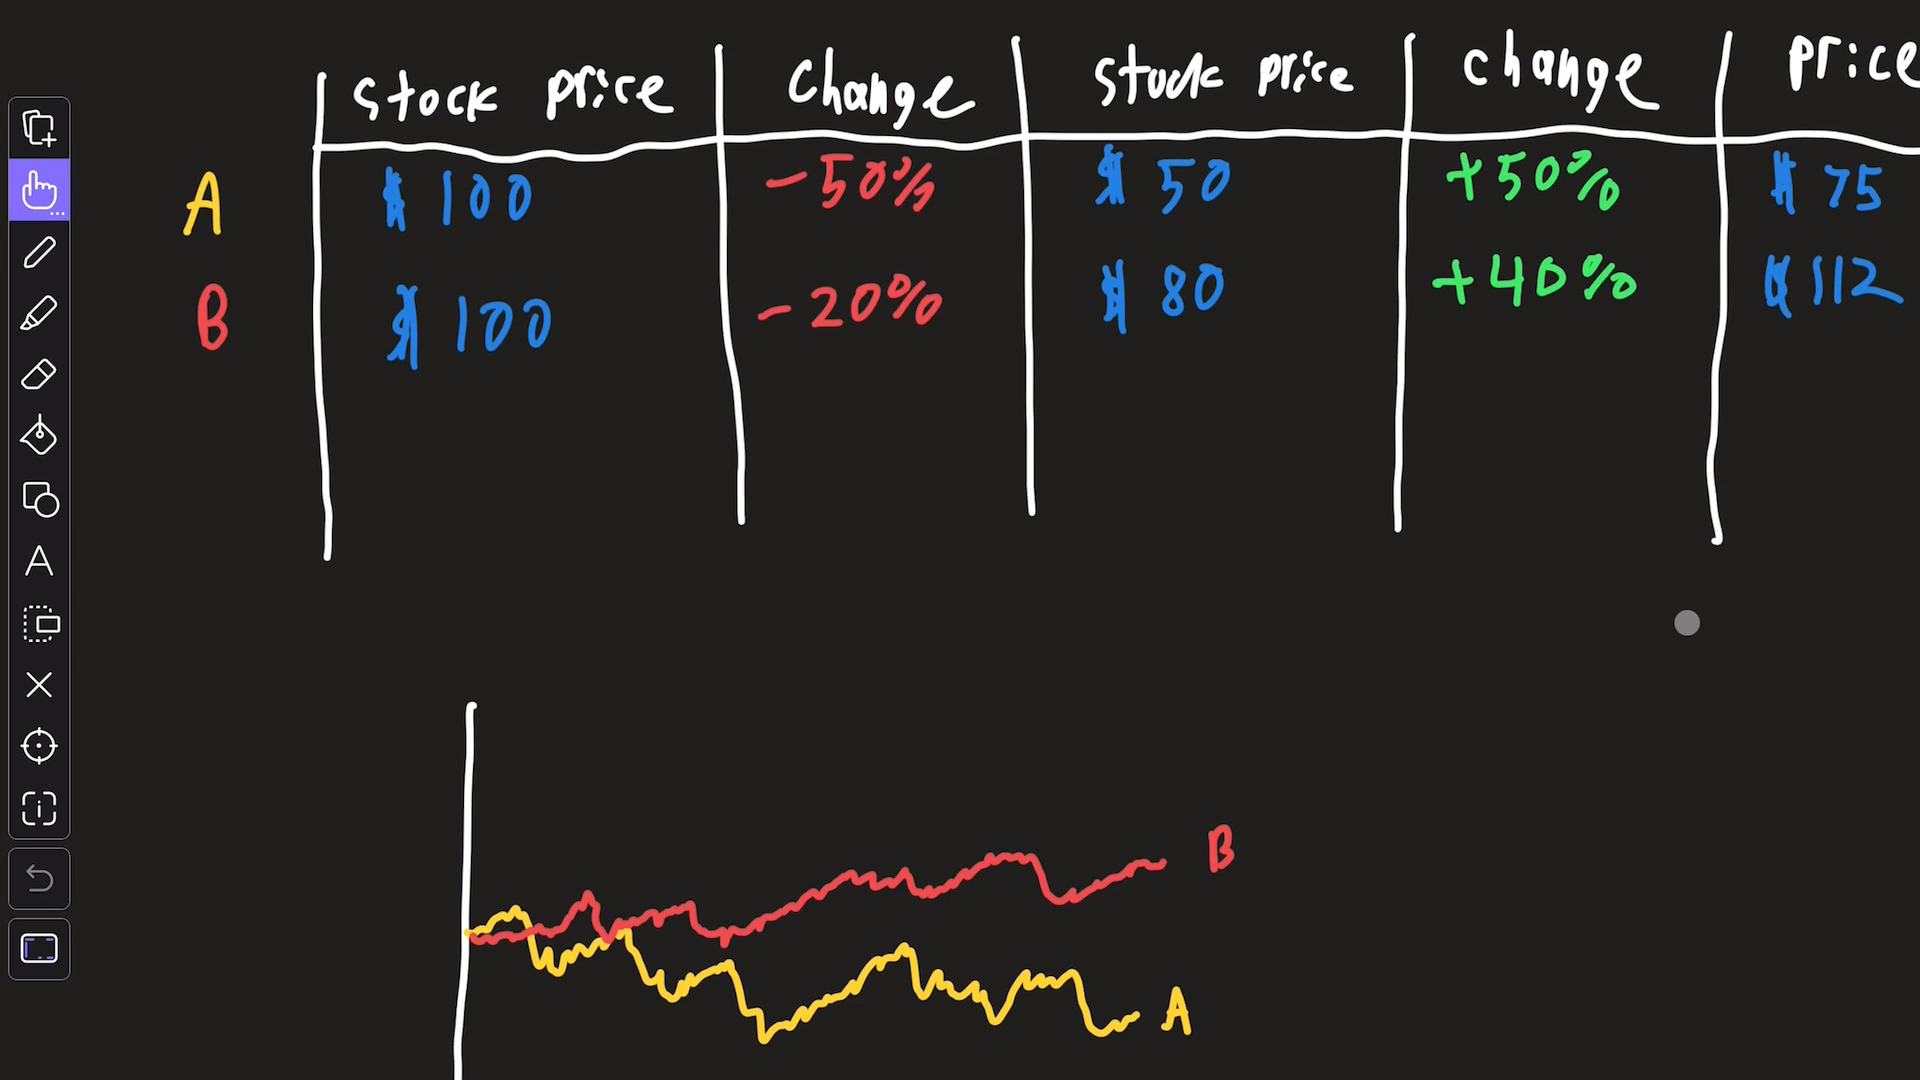 stock price change stock price change price
A $100 -50% $50 +50% $75
B $100 -20% $80 +40% $112
B
A
A